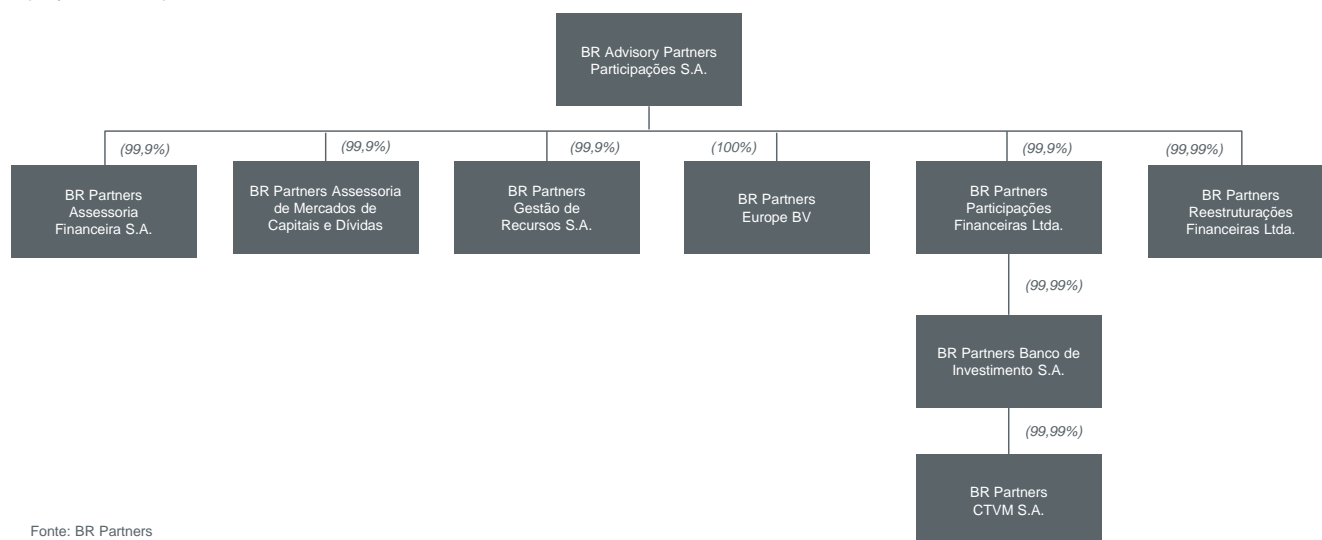 BR Advisory Partners
Participações S.A.
(99,9%)
(99,9%)
(99,9%)
(100%)
(99,9%)
(99,99%)
BR Partners
Assessoria
Financeira S.A.
BR Partners Assessoria
de Mercados de
Capitais e Dívidas
BR Partners
Gestão de
Recursos S.A.
BR Partners
Europe BV
BR Partners
Participações
Financeiras Ltda.
BR Partners
Reestruturações
Financeiras Ltda.
(99,99%)
BR Partners Banco de
Investimento S.A.
(99,99%)
BR Partners
CTVM S.A.
Fonte: BR Partners